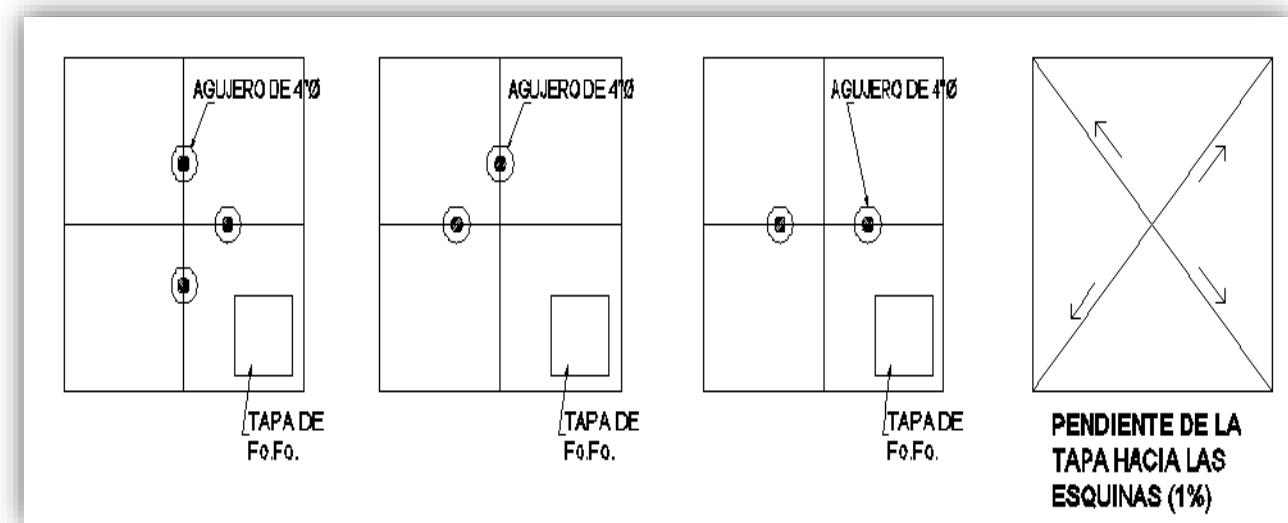 AGUJERO DE 4"Ø
AGUJERO DE 4"Ø
AGUJERO DE 4"Ø
TAPA DE
Fo.Fo.
TAPA DE
Fo.Fo.
TAPA DE
Fo.Fo.
PENDIENTE DE LA
TAPA HACIA LAS
ESQUINAS (1%)